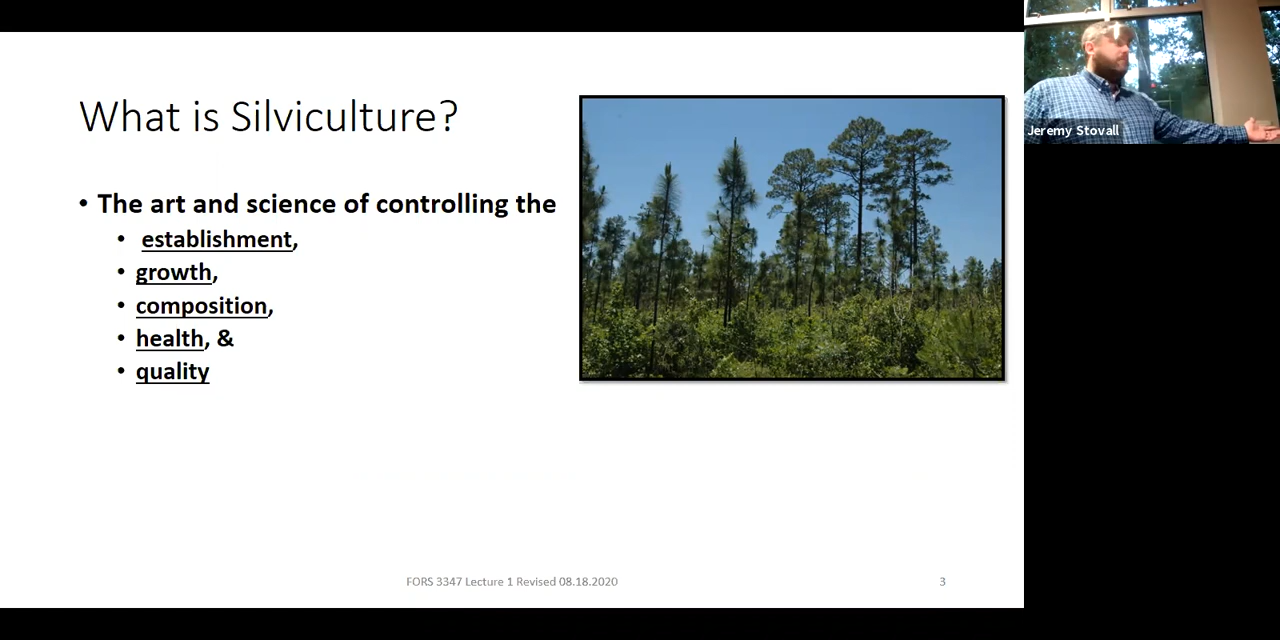 What is Silviculture?
• The art and science of controlling the
• establishment,
• growth,
• composition,
• health, &
• quality
FORS 3347 Lecture 1 Revised 08.18.2020
3
Jeremy Stovall